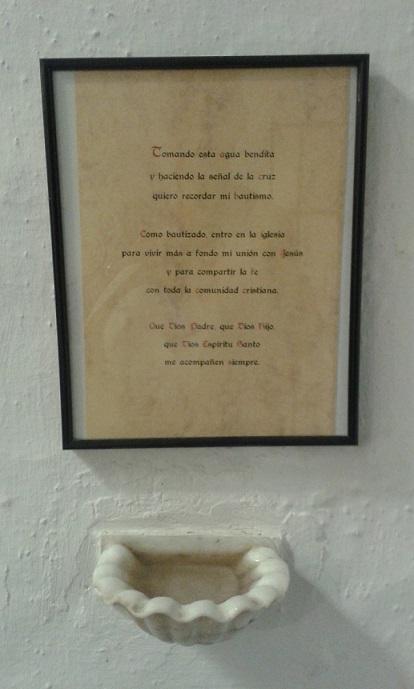 Tomando esta agua bendita
y haciendo la señal de la cruz
quiero recordar mi bautismo.
Como bautizado, entro en la iglesia
para vivir más a fondo mi unión con Jesús
y para compartir la fe
con toda la comunidad cristiana.
Que Dios Padre, que Dios Hijo,
que Dios Espíritu Santo
me acompañen siempre.